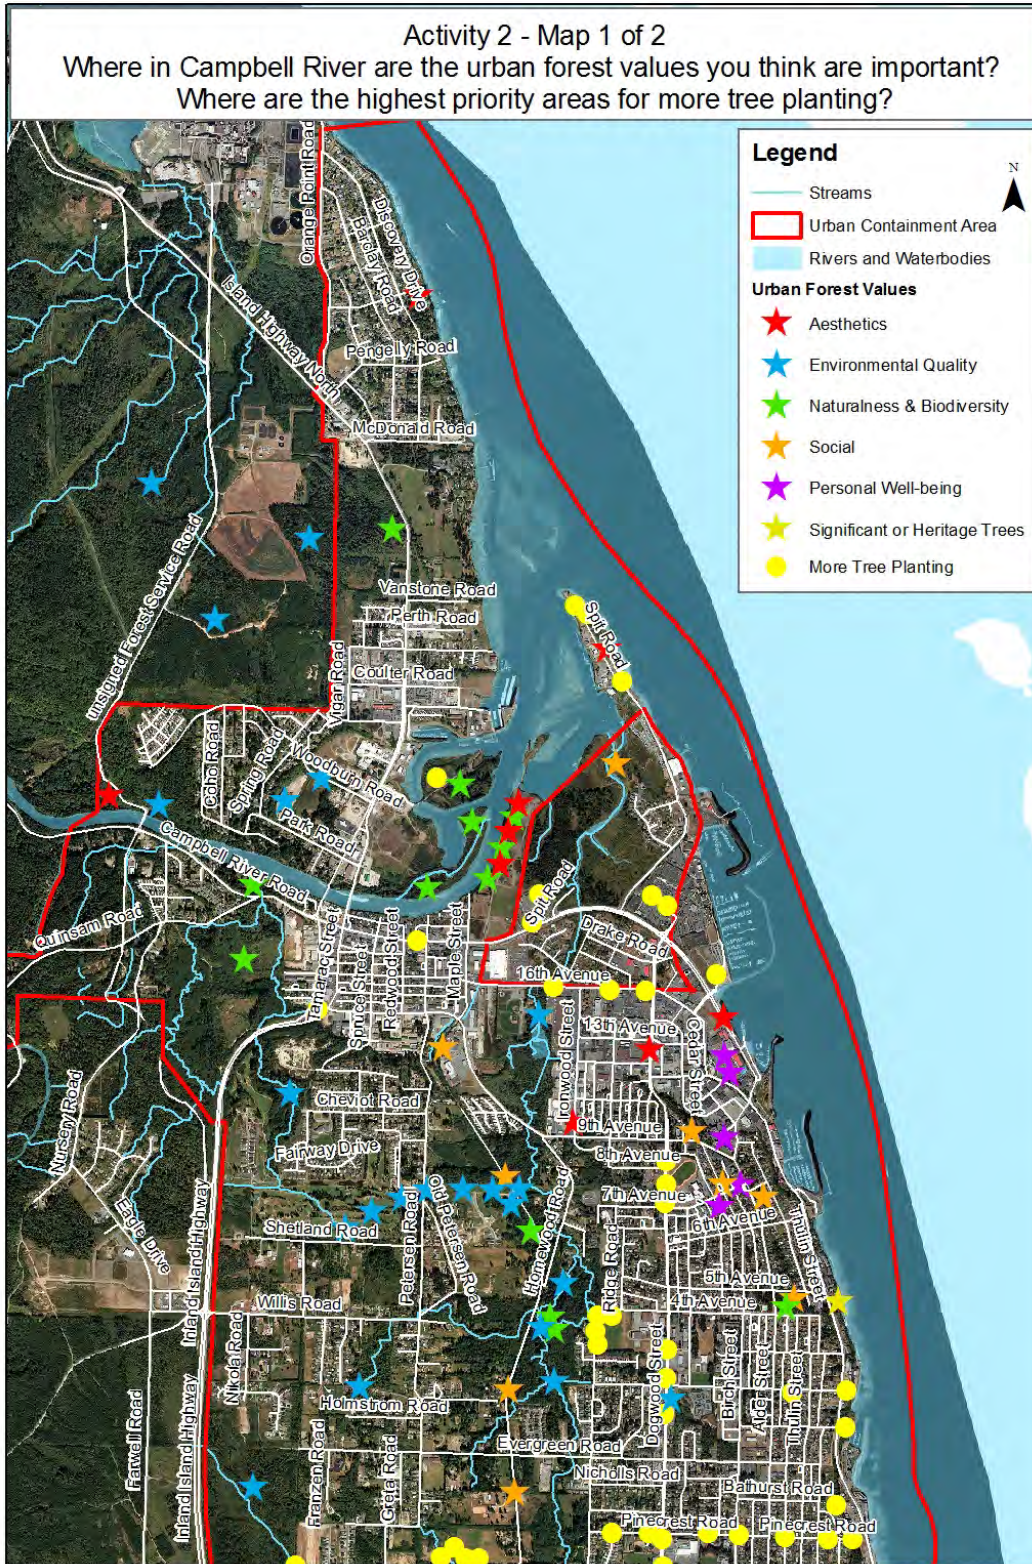 Activity 2 - Map 1 of 2
Where in Campbell River are the urban forest values you think are important?
Where are the highest priority areas for more tree planting?
Legend
N
Streams
Urban Containment Area
Rivers and Waterbodies
Urban Forest Values
Aesthetics
Environmental Quality
Naturalness & Biodiversity
Social
Personal Well-being
Significant or Heritage Trees
More Tree Planting
Orange Point Road
Discovery Drive
Barclay Road
Island Highway North
Pengelly Road
McDonald Road
unsigned Forest Service Road
Vanstone Road
Perth Road
Spit Road
Vigar Road
Coulter Road
Coho Road
Spring Road
Woodburn Road
Park Road
Campbell River Road
Quinsam Road
Tamarac Street
Spruce Street
Redwood Street
Maple Street
Spit Road
Drake Road
16th Avenue
Ironwood Street
13th Avenue
Cedar Street
Nursery Road
Cheviot Road
9th Avenue
Fairway Drive
8th Avenue
Eagle Drive
Inland Island Highway
Shetland Road
Petersen Road
Old Petersen Road
Homewood Road
7th Avenue
6th Avenue
Ridge Road
Thulin Street
5th Avenue
Willis Road
4th Avenue
Nikola Road
Dogwood Street
Birch Street
Alder Street
Thulin Street
Holmstrom Road
Farwell Road
Inland Island Highway
Franzen Road
Greta Road
Evergreen Road
Nicholls Road
Bathurst Road
Pinecrest Road
Pinecrest Road